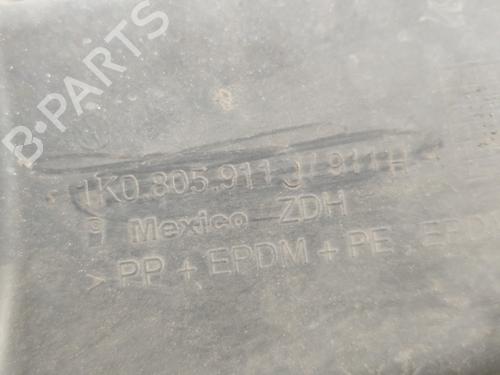 B-PARTS
1K0.805.911 J/ 911H
Mexico ZDH
> PP + EPDM + PE